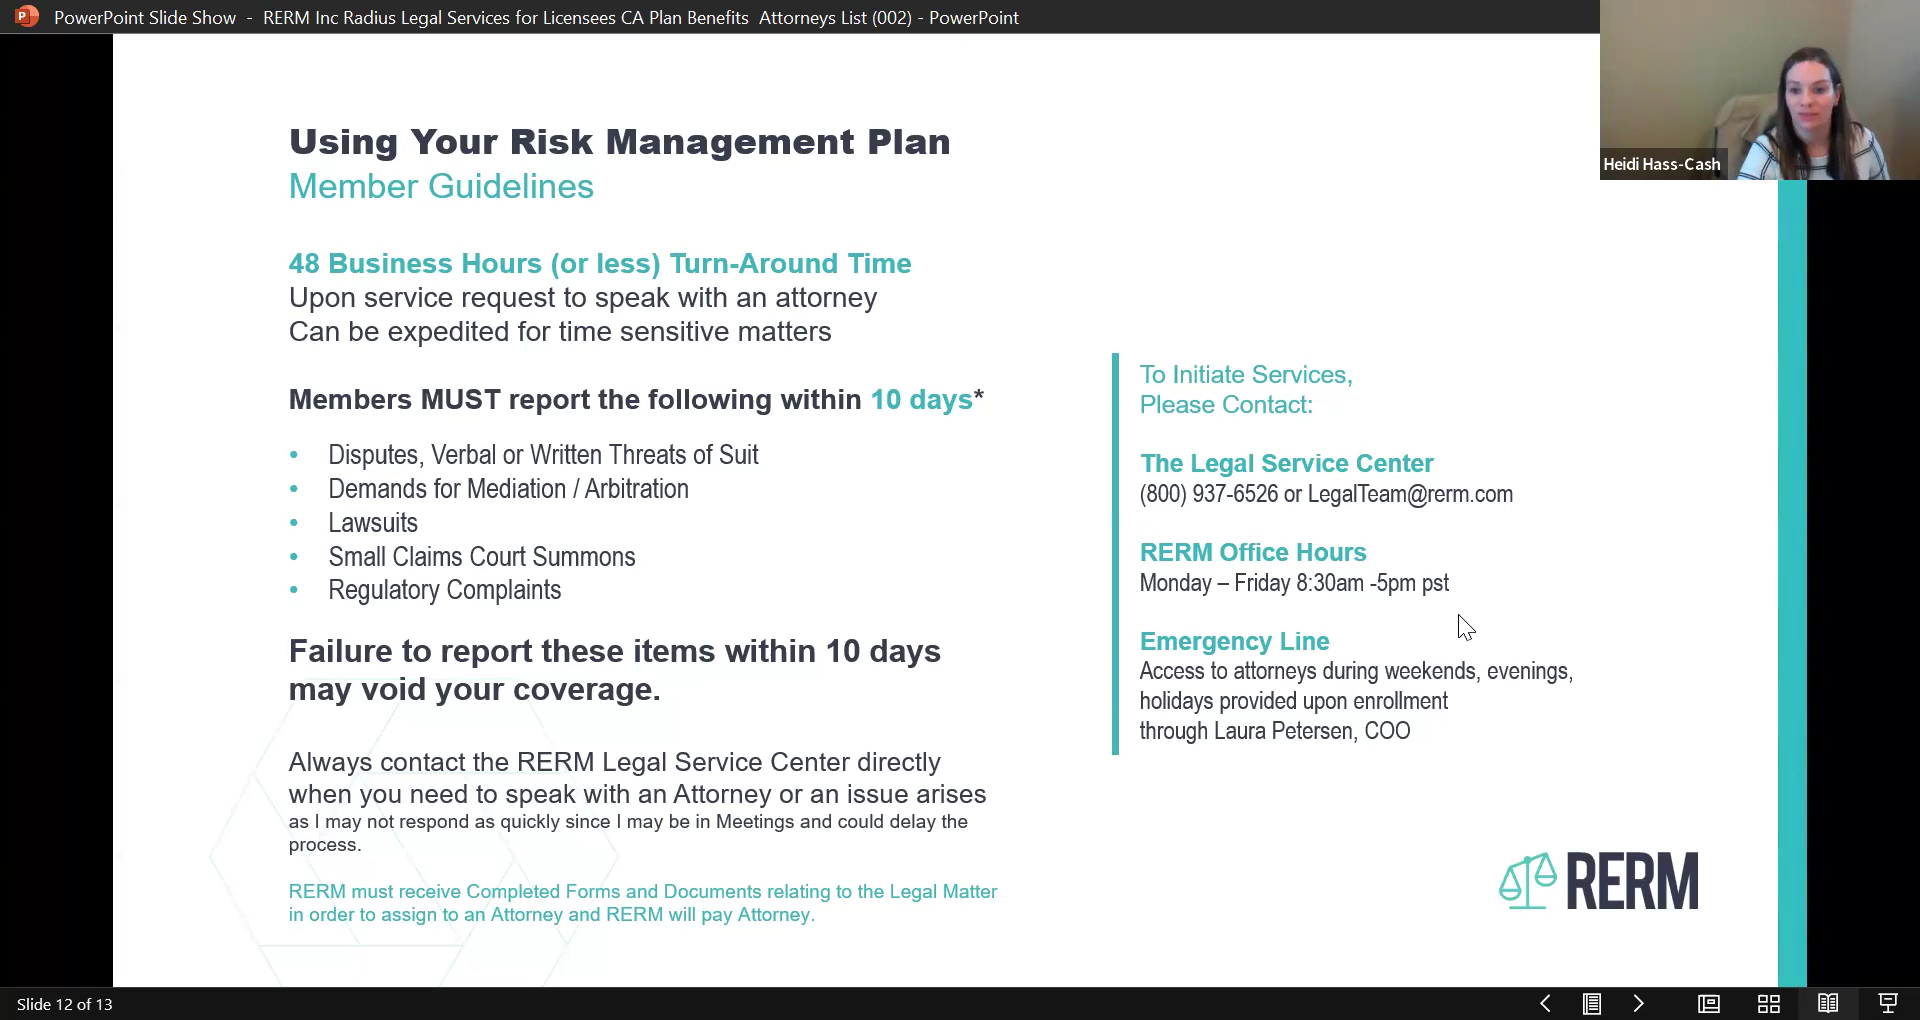 PowerPoint Slide Show - RERM Inc Radius Legal Services for Licensees CA Plan Benefits Attorneys List (002) - PowerPoint
Heidi Hass-Cash
Using Your Risk Management Plan
Member Guidelines
48 Business Hours (or less) Turn-Around Time
Upon service request to speak with an attorney
Can be expedited for time sensitive matters
Members MUST report the following within 10 days*
• Disputes, Verbal or Written Threats of Suit
• Demands for Mediation / Arbitration
• Lawsuits
• Small Claims Court Summons
• Regulatory Complaints
Failure to report these items within 10 days
may void your coverage.
Always contact the RERM Legal Service Center directly
when you need to speak with an Attorney or an issue arises
as I may not respond as quickly since I may be in Meetings and could delay the
process.
RERM must receive Completed Forms and Documents relating to the Legal Matter
in order to assign to an Attorney and RERM will pay Attorney.
To Initiate Services,
Please Contact:
The Legal Service Center
(800) 937-6526 or LegalTeam@rerm.com
RERM Office Hours
Monday – Friday 8:30am -5pm pst
Emergency Line
Access to attorneys during weekends, evenings,
holidays provided upon enrollment
through Laura Petersen, COO
RERM
Slide 12 of 13